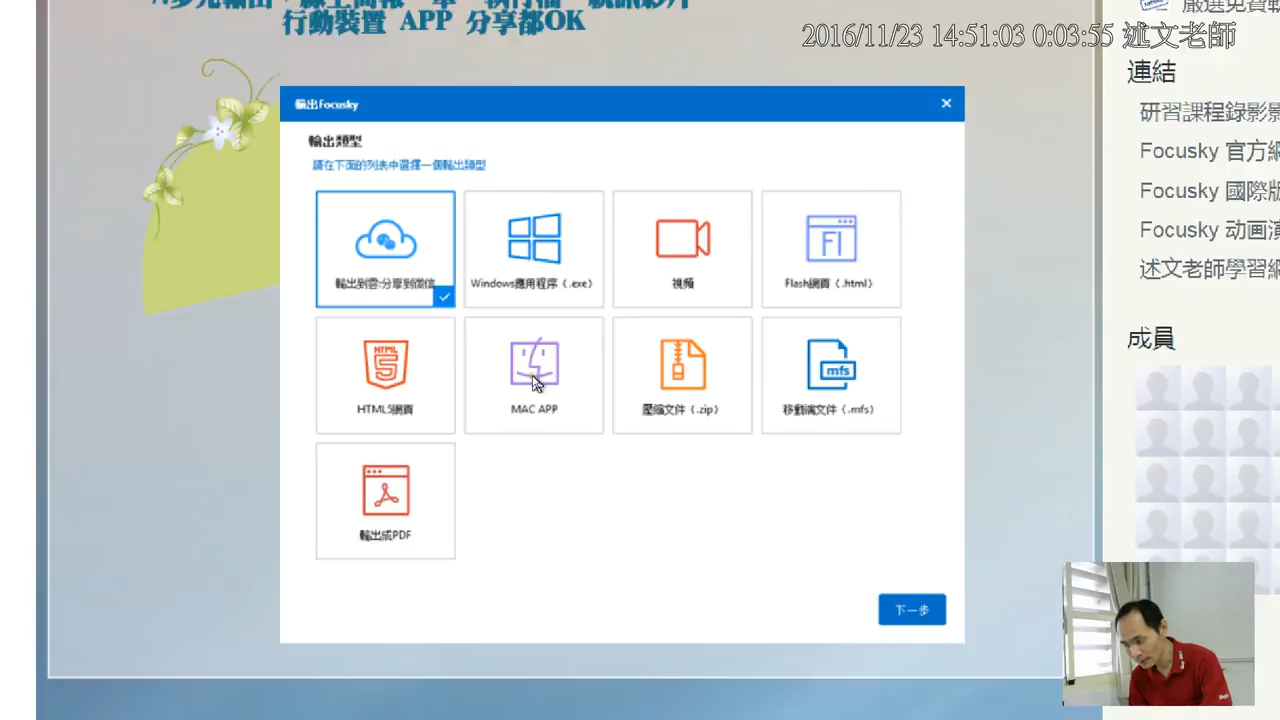 行動裝置 APP 分享都OK
2016/11/23 14:51:03 0:03:55 述文老師
輸出Focusky
輸出類型
請在下面的列表中選擇一個輸出類型
輸出到雲:分享到微信
Windows應用程序（.exe）
視頻
Flash網頁（.html）
HTML5網頁
MAC APP
壓縮文件（.zip）
移動端文件（.mfs）
輸出成PDF
下一步
連結
研習課程錄影
Focusky 官方
Focusky 國際版
Focusky 动画演
述文老師學習
成員
HTML
5
Fl
mfs